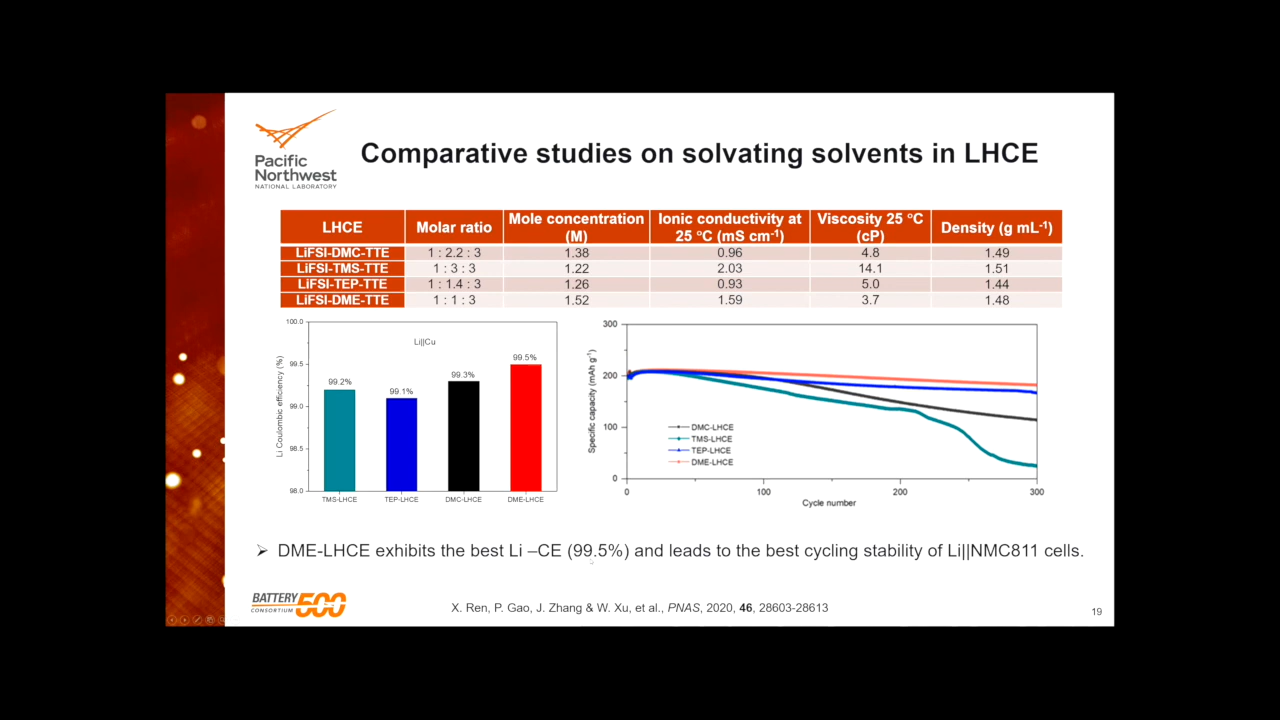 Pacific
Northwest
NATIONAL LABORATORY
Comparative studies on solvating solvents in LHCE
LHCE Molar ratio Mole concentration (M) Ionic conductivity at 25 °C (mS cm-1) Viscosity 25 °C (cP) Density (g mL-1)
LiFSI-DMC-TTE 1 : 2.2 : 3 1.38 0.96 4.8 1.49
LiFSI-TMS-TTE 1 : 3 : 3 1.22 2.03 14.1 1.51
LiFSI-TEP-TTE 1 : 1.4 : 3 1.26 0.93 5.0 1.44
LiFSI-DME-TTE 1 : 1 : 3 1.52 1.59 3.7 1.48
Li Coulombic efficiency (%)
100.0
99.5
99.0
98.5
98.0
Li||Cu
99.2%
99.1%
99.3%
99.5%
TMS-LHCE TEP-LHCE DMC-LHCE DME-LHCE
Specific capacity (mAh g-1)
300
200
100
0
DMC-LHCE
TMS-LHCE
TEP-LHCE
DME-LHCE
0 100 200 300
Cycle number
➢ DME-LHCE exhibits the best Li –CE (99.5%) and leads to the best cycling stability of Li||NMC811 cells.
BATTERY
CONSORTIUM
500
X. Ren, P. Gao, J. Zhang & W. Xu, et al., PNAS, 2020, 46, 28603-28613
19